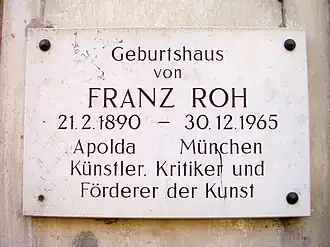 Geburtshaus
von
FRANZ ROH
21.2.1890 – 30.12.1965
Apolda München
Künstler. Kritiker und
Förderer der Kunst